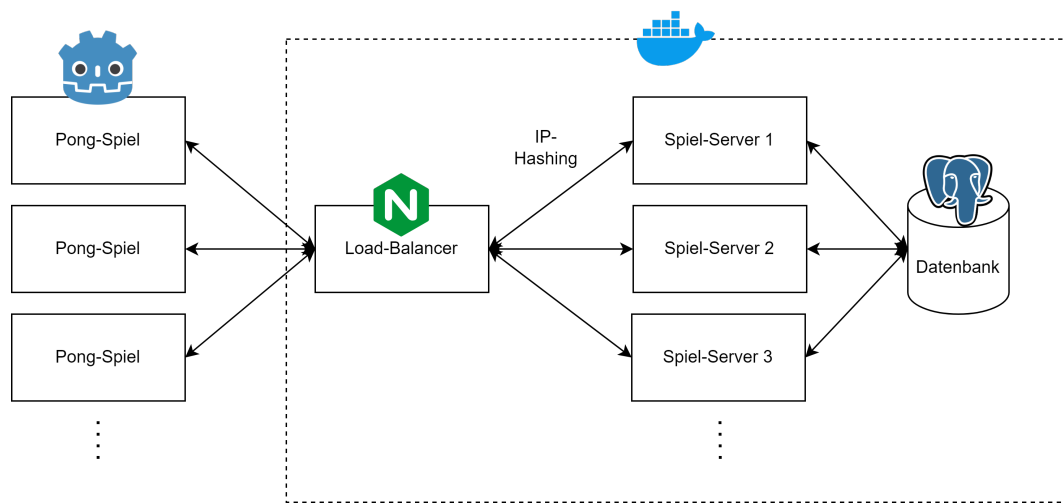 Pong-Spiel
Pong-Spiel
Pong-Spiel
Load-Balancer
IP-
Hashing
Spiel-Server 1
Spiel-Server 2
Spiel-Server 3
Datenbank